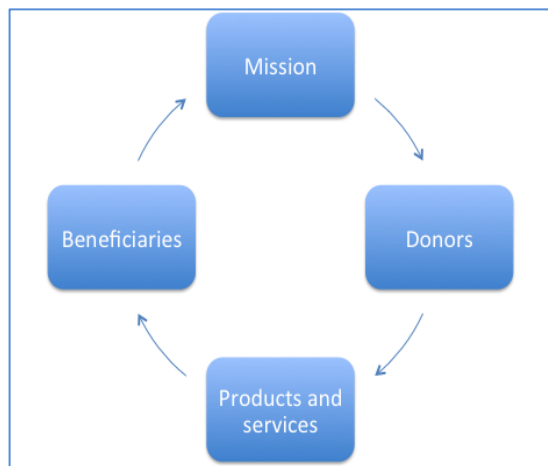 Mission
Donors
Products and
services
Beneficiaries